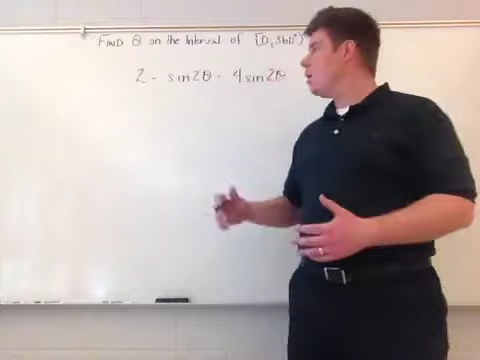 FIND θ on the Interval of [0, 360°)
2 - sin2θ = 4sin2θ